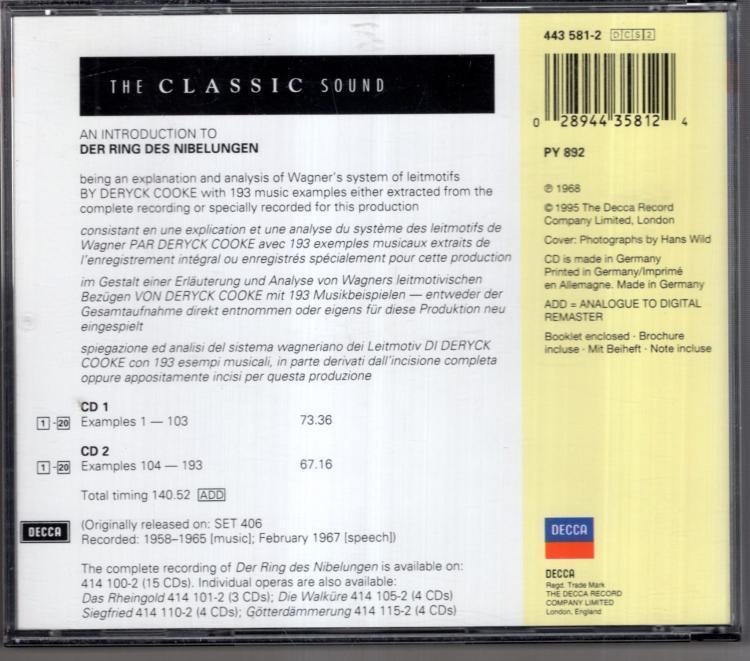 THE CLASSIC SOUND
AN INTRODUCTION TO
DER RING DES NIBELUNGEN
being an explanation and analysis of Wagner's system of leitmotifs
BY DERYCK COOKE with 193 music examples either extracted from the
complete recording or specially recorded for this production
consistant en une explication et une analyse du système des leitmotifs de
Wagner PAR DERYCK COOKE avec 193 exemples musicaux extraits de
l'enregistrement intégral ou enregistrés spécialement pour cette production
im Gestalt einer Erläuterung und Analyse von Wagners leitmotivischen
Bezügen VON DERYCK COOKE mit 193 Musikbeispielen — entweder der
Gesamtaufnahme direkt entnommen oder eigens für diese Produktion neu
eingespielt
spiegazione ed analisi del sistema wagneriano dei Leitmotiv DI DERYCK
COOKE con 193 esempi musicali, in parte derivati dall'incisione completa
oppure appositamente incisi per questa produzione
CD 1
1 - 20 Examples 1 — 103 73.36
CD 2
1 - 20 Examples 104 — 193 67.16
Total timing 140.52 ADD
DECCA
(Originally released on: SET 406
Recorded: 1958–1965 [music]; February 1967 [speech])
The complete recording of Der Ring des Nibelungen is available on:
414 100-2 (15 CDs). Individual operas are also available:
Das Rheingold 414 101-2 (3 CDs); Die Walküre 414 105-2 (4 CDs)
Siegfried 414 110-2 (4 CDs); Götterdämmerung 414 115-2 (4 CDs)
443 581-2 DCS2
0 28944 35812 4
PY 892
℗ 1968
© 1995 The Decca Record
Company Limited, London
Cover: Photographs by Hans Wild
CD is made in Germany
Printed in Germany/Imprimé
en Allemagne. Made in Germany
ADD = ANALOGUE TO DIGITAL
REMASTER
Booklet enclosed · Brochure
incluse · Mit Beiheft · Note incluse
DECCA
DECCA
Regd. Trade Mark
THE DECCA RECORD
COMPANY LIMITED
London, England